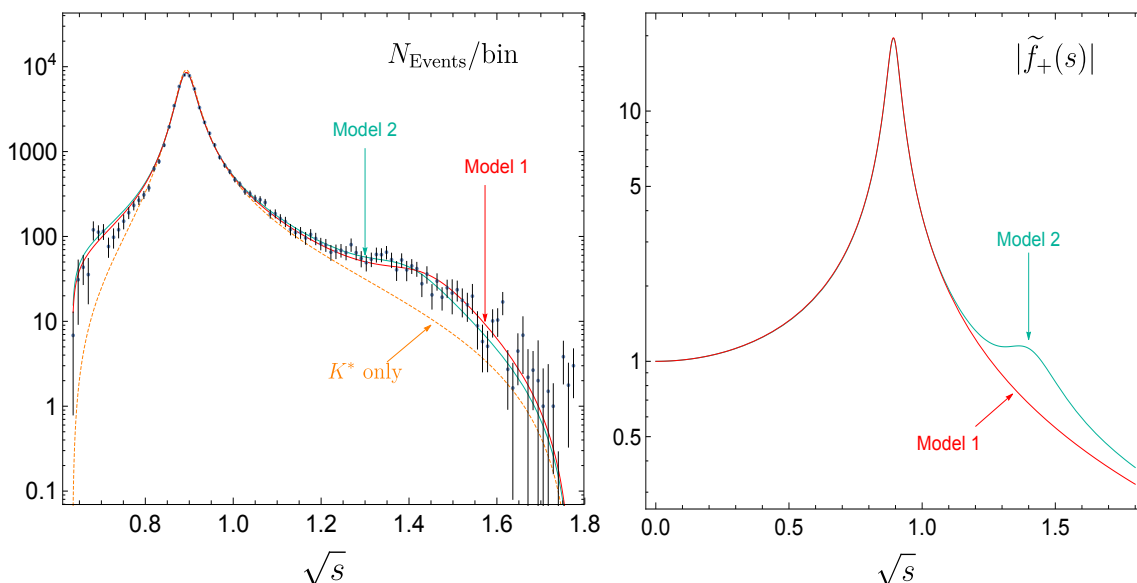 N_Events/bin
Model 2
Model 1
K* only
10^4
1000
100
10
1
0.1
0.8
1.0
1.2
1.4
1.6
1.8
√s
|f̃_+(s)|
Model 2
Model 1
10
5
1
0.5
0.0
0.5
1.0
1.5
√s